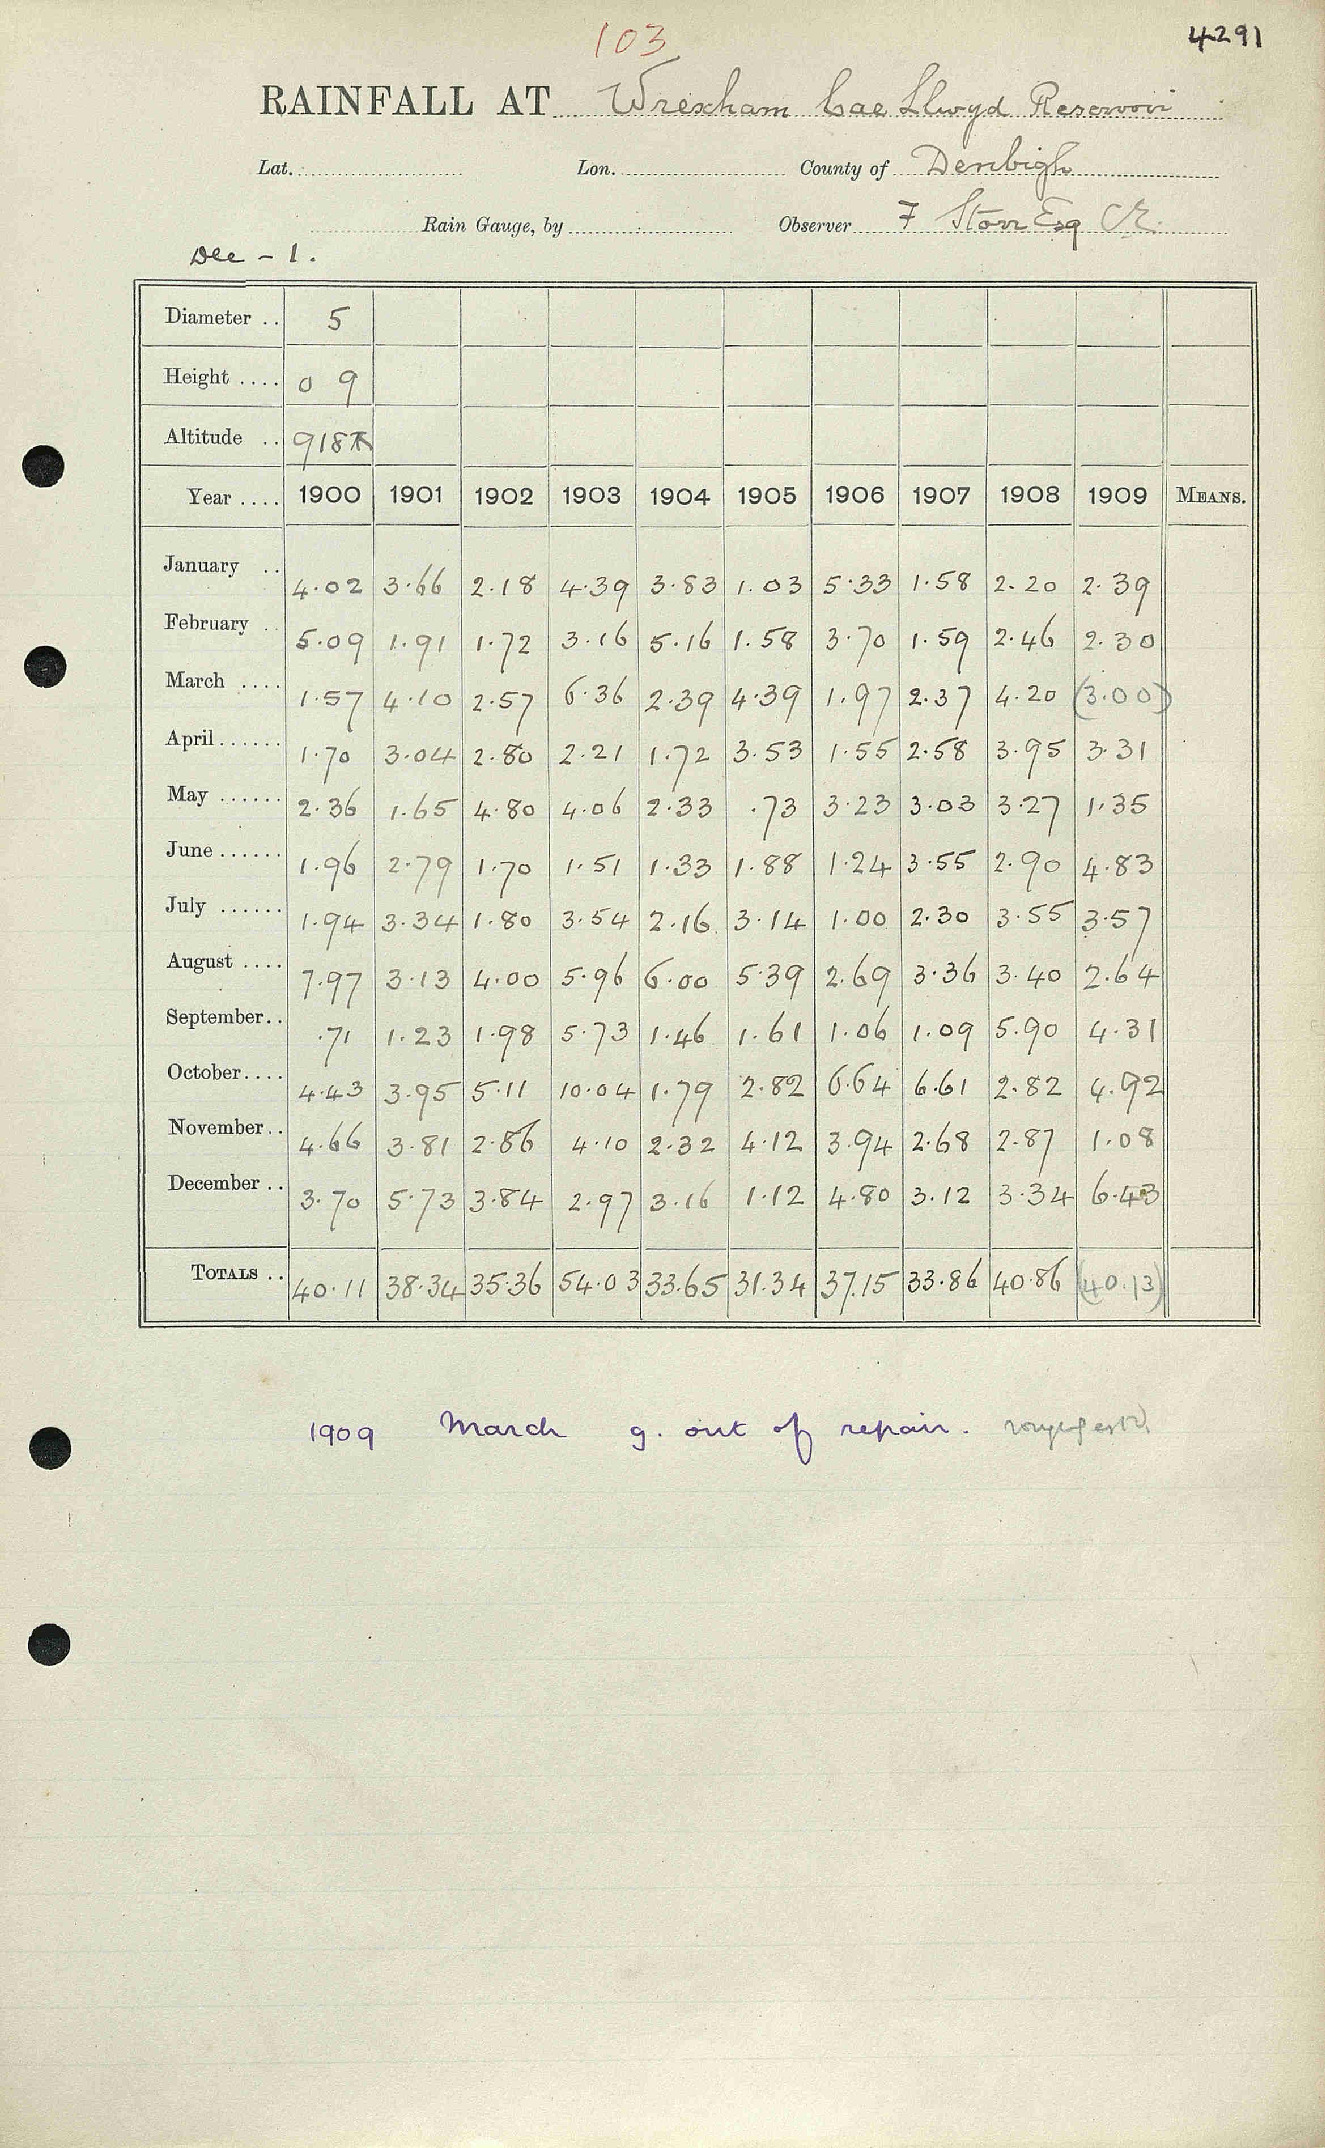 103
4291
RAINFALL AT Wrexham Cae Llwyd Reservoir
Lat. Lon. County of Denbigh
Rain Gauge, by Observer F Storr Esq C.E.
Dec - 1.
Diameter .. 5
Height .... 0 9
Altitude .. 918
Year .... 1900 1901 1902 1903 1904 1905 1906 1907 1908 1909 MEANS.
January .. 4.02 3.66 2.18 4.39 3.83 1.03 5.33 1.58 2.20 2.39
February .. 5.09 1.91 1.72 3.16 5.16 1.58 3.70 1.59 2.46 2.30
March .... 1.57 4.10 2.57 6.36 2.39 4.39 1.97 2.37 4.20 (3.00)
April...... 1.70 3.04 2.80 2.21 1.72 3.53 1.55 2.58 3.95 3.31
May ...... 2.36 1.65 4.80 4.06 2.33 .73 3.23 3.03 3.27 1.35
June ...... 1.96 2.79 1.70 1.51 1.33 1.88 1.24 3.55 2.90 4.83
July ...... 1.94 3.34 1.80 3.54 2.16 3.14 1.00 2.30 3.55 3.57
August .... 7.97 3.13 4.00 5.96 6.00 5.39 2.69 3.36 3.40 2.64
September.. .71 1.23 1.98 5.73 1.46 1.61 1.06 1.09 5.90 4.31
October.... 4.43 3.95 5.11 10.04 1.79 2.82 6.64 6.61 2.82 4.92
November.. 4.66 3.81 2.86 4.10 2.32 4.12 3.94 2.68 2.87 1.08
December .. 3.70 5.73 3.84 2.97 3.16 1.12 4.80 3.12 3.34 6.43
TOTALS .. 40.11 38.34 35.36 54.03 33.65 31.34 37.15 33.86 40.86 (40.13)
1909 March g. out of repair.